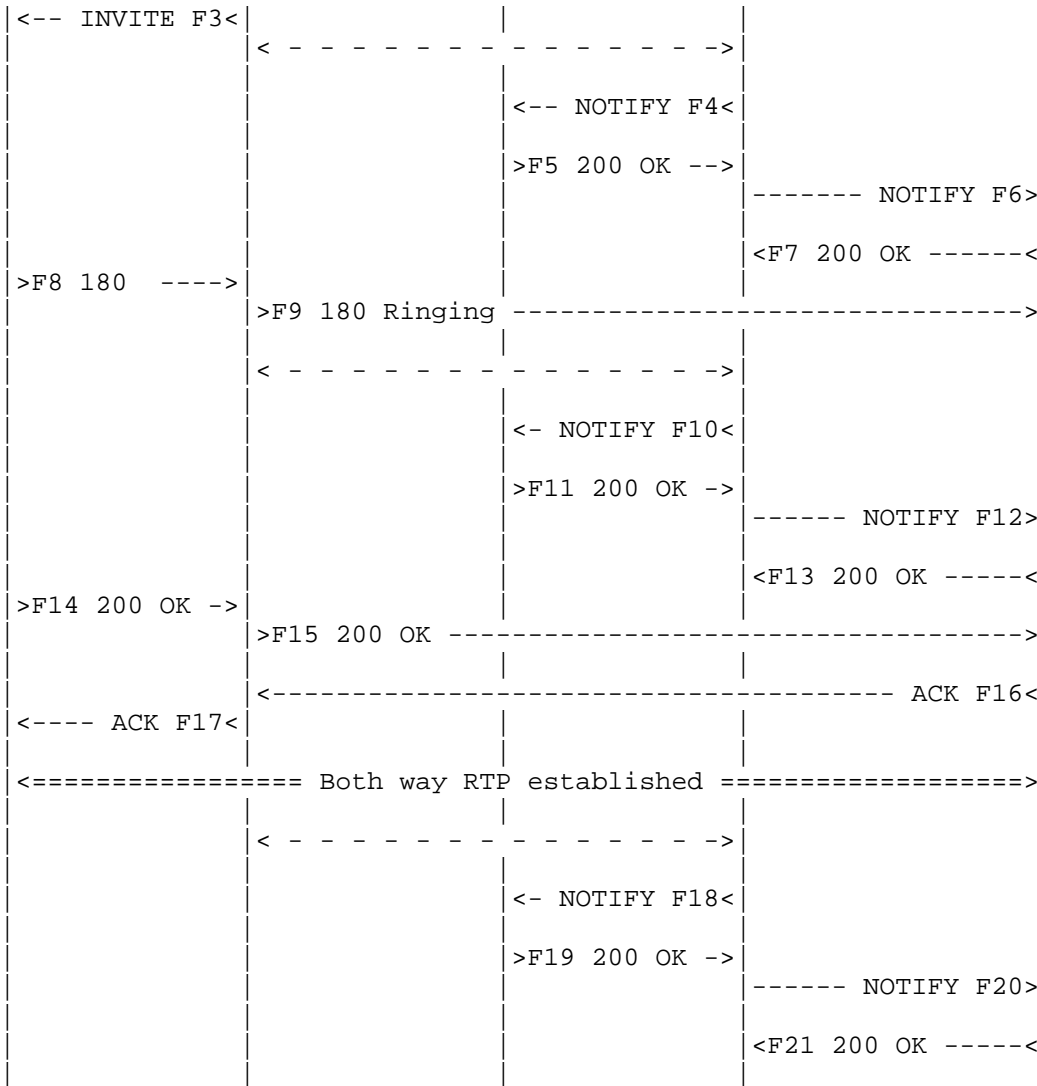 |<-- INVITE F3<|               |              |
|              |< - - - - - - - - - - - - - ->|
|<-- NOTIFY F4<|
|>F5 200 OK -->|
|------- NOTIFY F6>
|<F7 200 OK ------<
|>F8 180  ---->|
|>F9 180 Ringing -------------------------------->
|< - - - - - - - - - - - - - ->|
|<- NOTIFY F10<|
|>F11 200 OK ->|
|------ NOTIFY F12>
|<F13 200 OK -----<
|>F14 200 OK ->|
|>F15 200 OK ------------------------------------>
|<--------------------------------------- ACK F16<
|<---- ACK F17<|
|<================= Both way RTP established ===================>
|< - - - - - - - - - - - - - ->|
|<- NOTIFY F18<|
|>F19 200 OK ->|
|------ NOTIFY F20>
|<F21 200 OK -----<